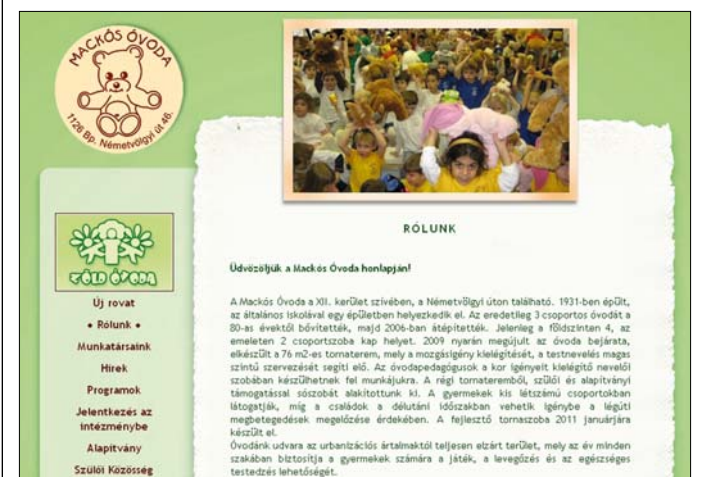 MACKÓS ÓVODA
1126 Bp. Németvölgyi út 46.
ZÖLD ÓVODA
Új rovat
• Rólunk •
Munkatársaink
Hírek
Programok
Jelentkezés az
intézménybe
Alapítvány
Szülői Közösség
RÓLUNK
Üdvözöljük a Mackós Óvoda honlapján!
A Mackós Óvoda a XII. kerület szívében, a Németvölgyi úton található. 1931-ben épült,
az általános iskolával egy épületben helyezkedik el. Az eredetileg 3 csoportos óvodát a
80-as évektől bővítették, majd 2006-ban átépítették. Jelenleg a földszinten 4, az
emeleten 2 csoportszoba kap helyet. 2009 nyarán megújult az óvoda bejárata,
elkészült a 76 m2-es tornaterem, mely a mozgásigény kielégítését, a testnevelés magas
szintű szervezését segíti elő. Az óvodapedagógusok a kor igényeit kielégítő nevelői
szobában készülhetnek fel munkájukra. A régi tornateremből, szülői és alapítványi
támogatással sószobát alakítottunk ki. A gyermekek kis létszámú csoportokban
látogatják, míg a családok a délutáni időszakban vehetik igénybe a légúti
megbetegedések megelőzése érdekében. A fejlesztő tornaszoba 2011 januárjára
készült el.
Óvodánk udvara az urbanizációs ártalmaktól teljesen elzárt terület, mely az év minden
szakában biztosítja a gyermekek számára a játék, a levegőzés és az egészséges
testedzés lehetőségét.